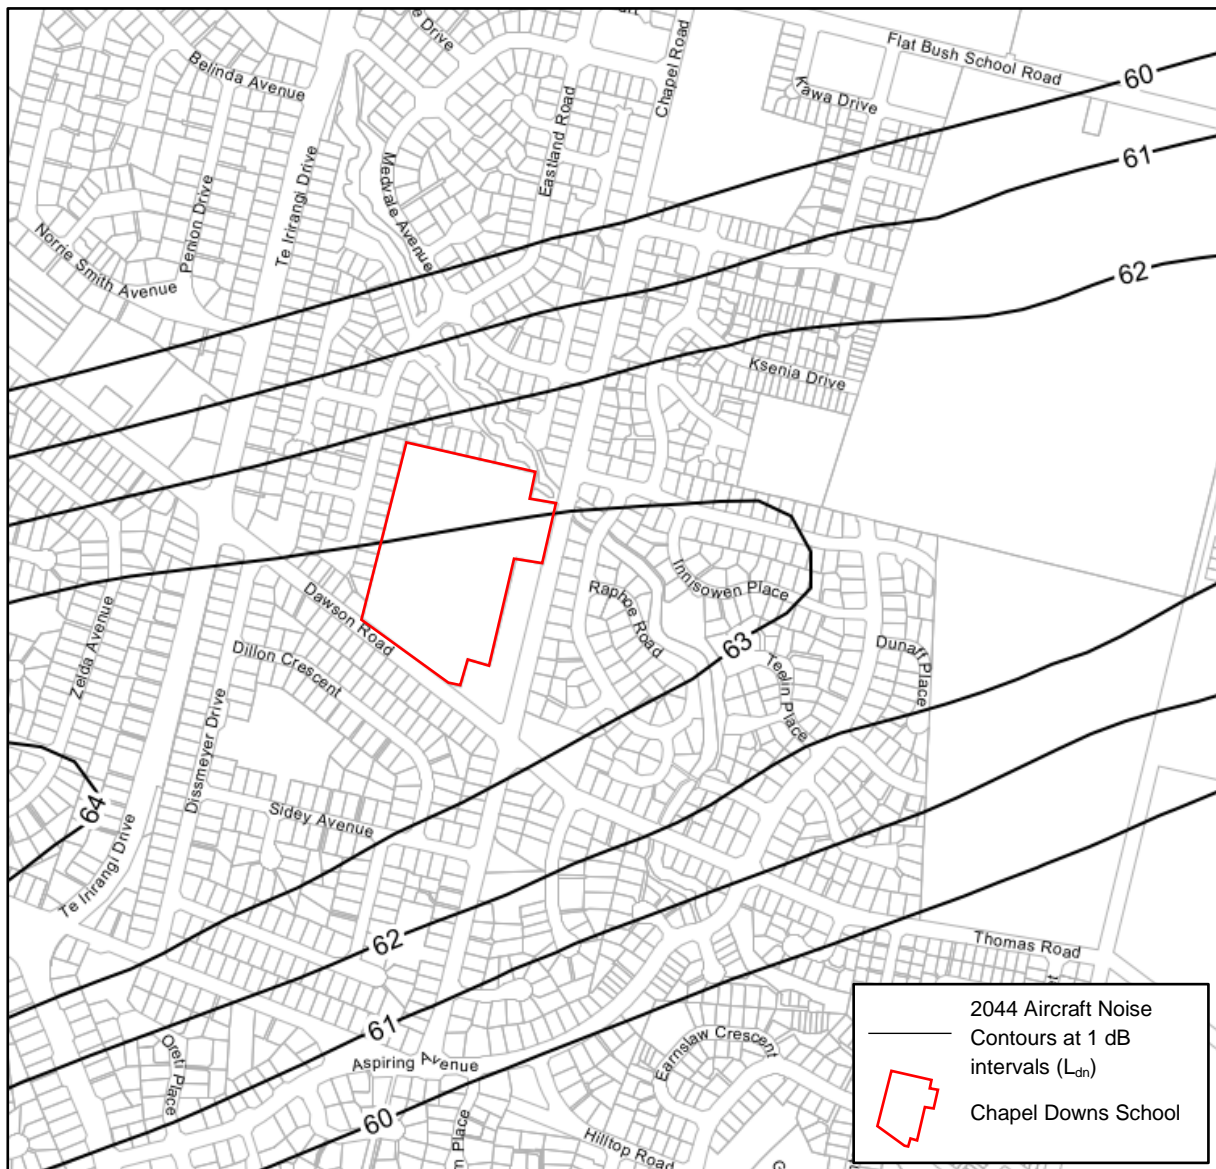 Drive
Flat Bush School Road
Belinda Avenue
Chapel Road
60
Kawa Drive
Eastland Road
61
Medvale Avenue
Te Irirangi Drive
Penion Drive
Norrie Smith Avenue
62
Ksenia Drive
Innisowen Place
Raphoe Road
Dawson Road
Zelda Avenue
Dillon Crescent
63
Dunaff Place
Teelin Place
Dissmeyer Drive
64
Sidey Avenue
Te Irirangi Drive
62
Thomas Road
61
Oreti Place
Aspiring Avenue
Earnslaw Crescent
60
Place
Hilltop Road
2044 Aircraft Noise
Contours at 1 dB
intervals (Ldn)
Chapel Downs School